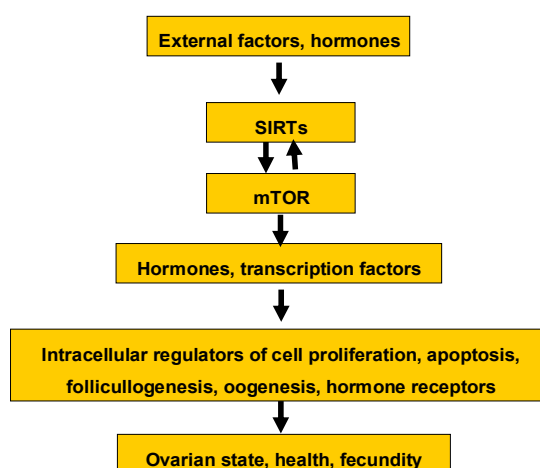 External factors, hormones
SIRTs
mTOR
Hormones, transcription factors
Intracellular regulators of cell proliferation, apoptosis,
follicullogenesis, oogenesis, hormone receptors
Ovarian state, health, fecundity